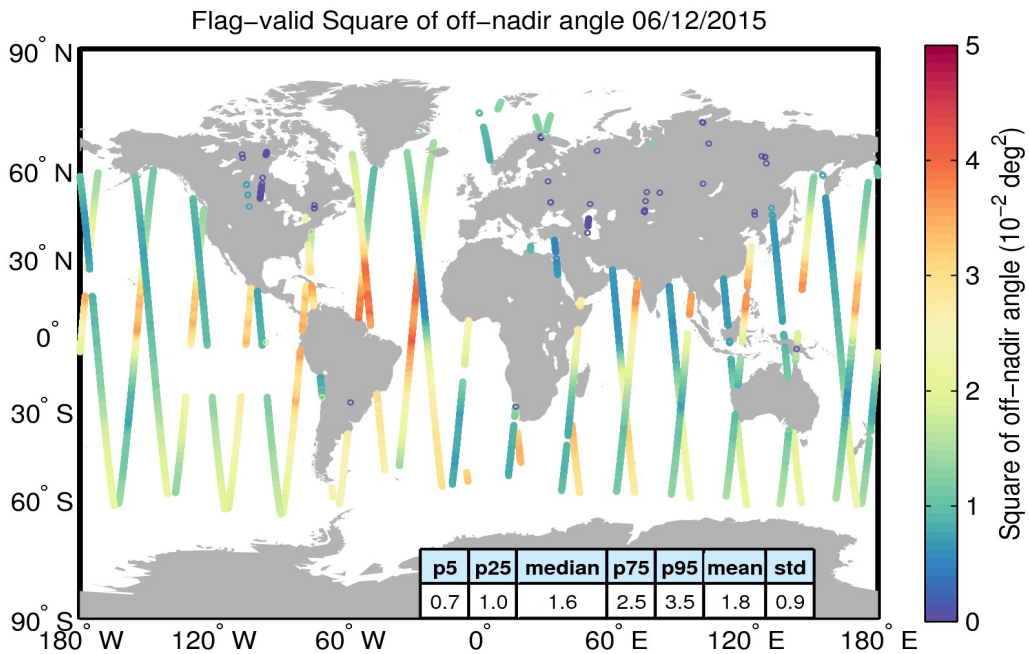 Flag−valid Square of off−nadir angle 06/12/2015
90° N
60° N
30° N
0°
30° S
60° S
90° S
180° W 120° W 60° W 0° 60° E 120° E 180° E
p5 p25 median p75 p95 mean std
0.7 1.0 1.6 2.5 3.5 1.8 0.9
5
4
3
2
1
0
Square of off−nadir angle (10⁻² deg²)